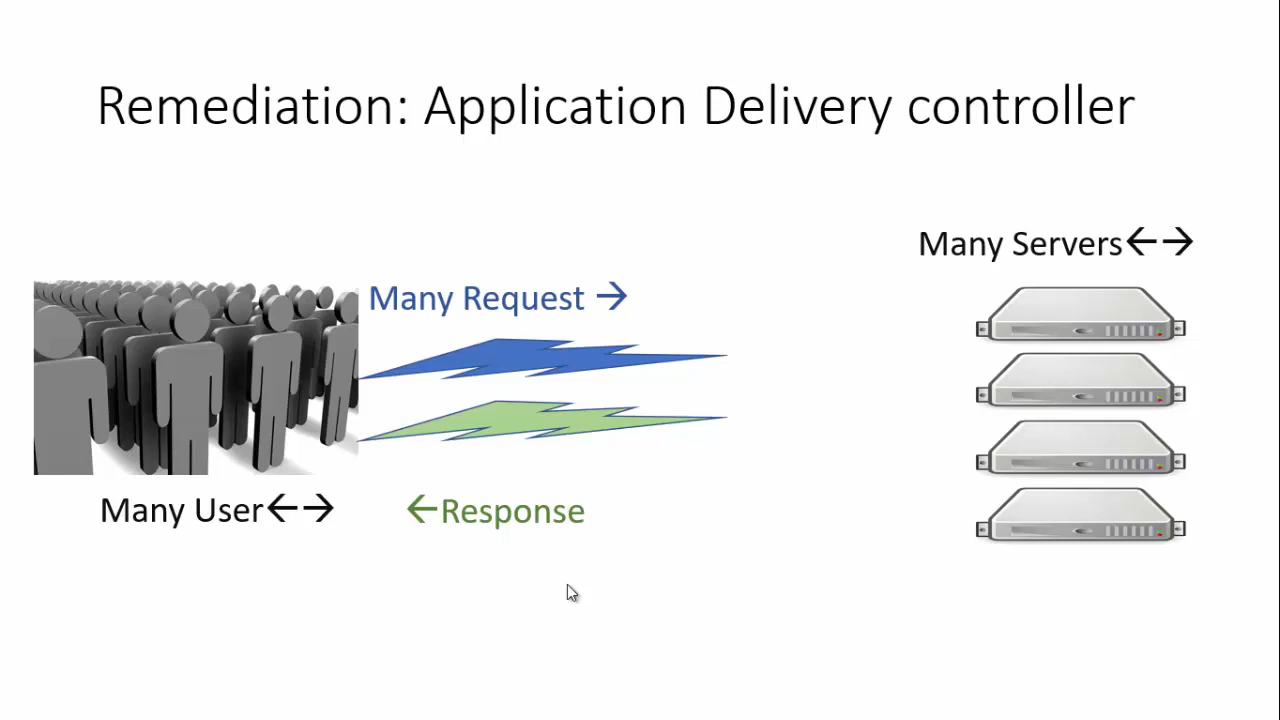 Remediation: Application Delivery controller
Many Servers←→
Many Request →
Many User←→
←Response